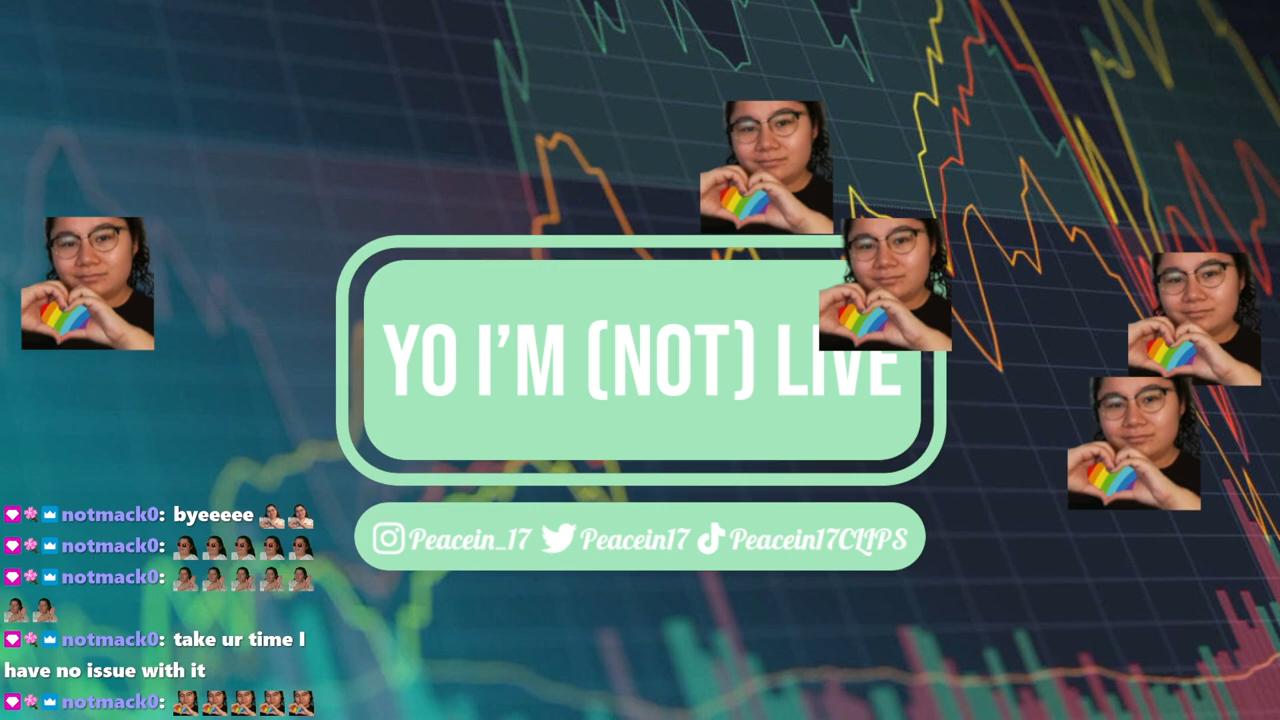 YO I'M (NOT) LIVE
Peacein_17 Peacein17 Peacein17CLIPS
notmack0: byeeeee
notmack0:
notmack0:
notmack0: take ur time I
have no issue with it
notmack0: